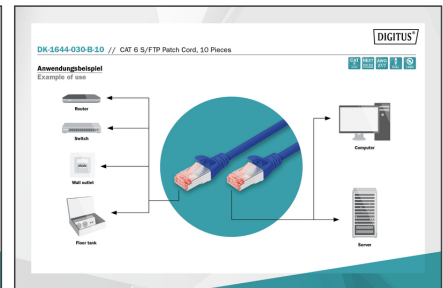 DIGITUS®
DK-1644-030-B-10 // CAT 6 S/FTP Patch Cord, 10 Pieces
Anwendungsbeispiel
Example of use
Router
Switch
Wall outlet
Floor tank
Computer
Server